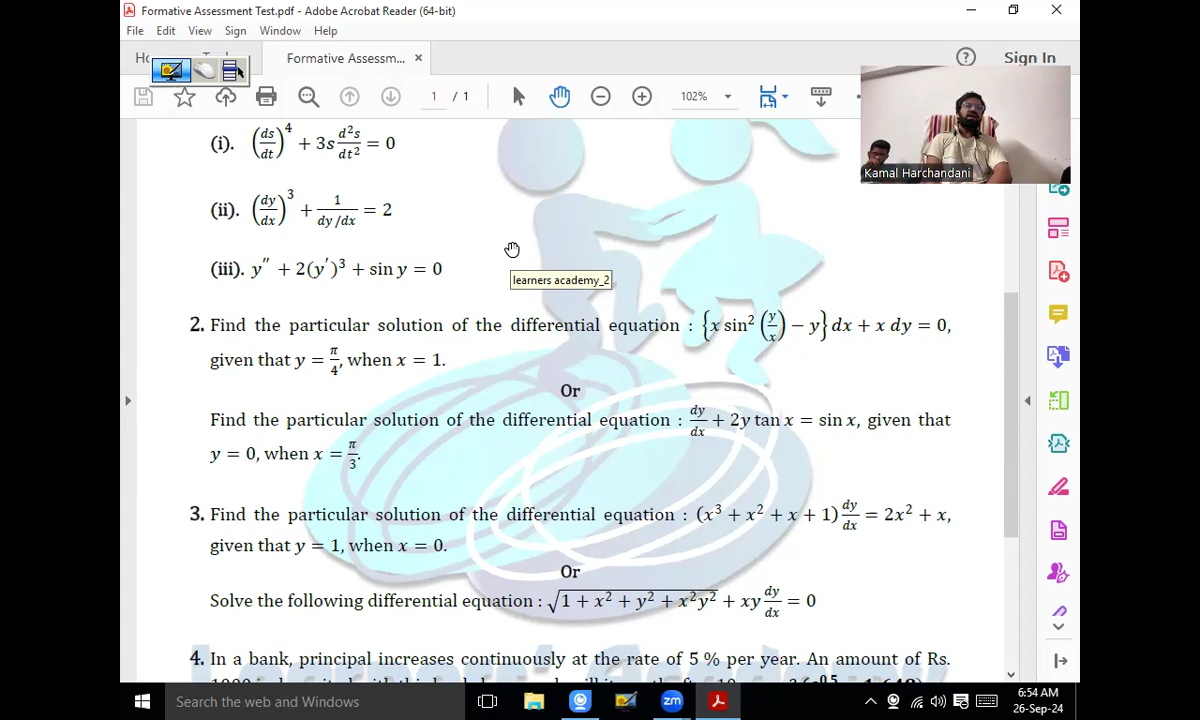 Formative Assessment Test.pdf - Adobe Acrobat Reader (64-bit)
File Edit View Sign Window Help
Formative Assessm... × Sign In
1 / 1 102%
Kamal Harchandani
(i). (ds/dt)⁴ + 3s d²s/dt² = 0
(ii). (dy/dx)³ + 1/(dy/dx) = 2
(iii). y″ + 2(y′)³ + sin y = 0
learners academy_2
2. Find the particular solution of the differential equation : {x sin² (y/x) − y} dx + x dy = 0,
given that y = π/4, when x = 1.
Or
Find the particular solution of the differential equation : dy/dx + 2y tan x = sin x, given that
y = 0, when x = π/3.
3. Find the particular solution of the differential equation : (x³ + x² + x + 1) dy/dx = 2x² + x,
given that y = 1, when x = 0.
Or
Solve the following differential equation : √(1 + x² + y² + x²y²) + xy dy/dx = 0
4. In a bank, principal increases continuously at the rate of 5 % per year. An amount of Rs.
Search the web and Windows
zm
6:54 AM
26-Sep-24